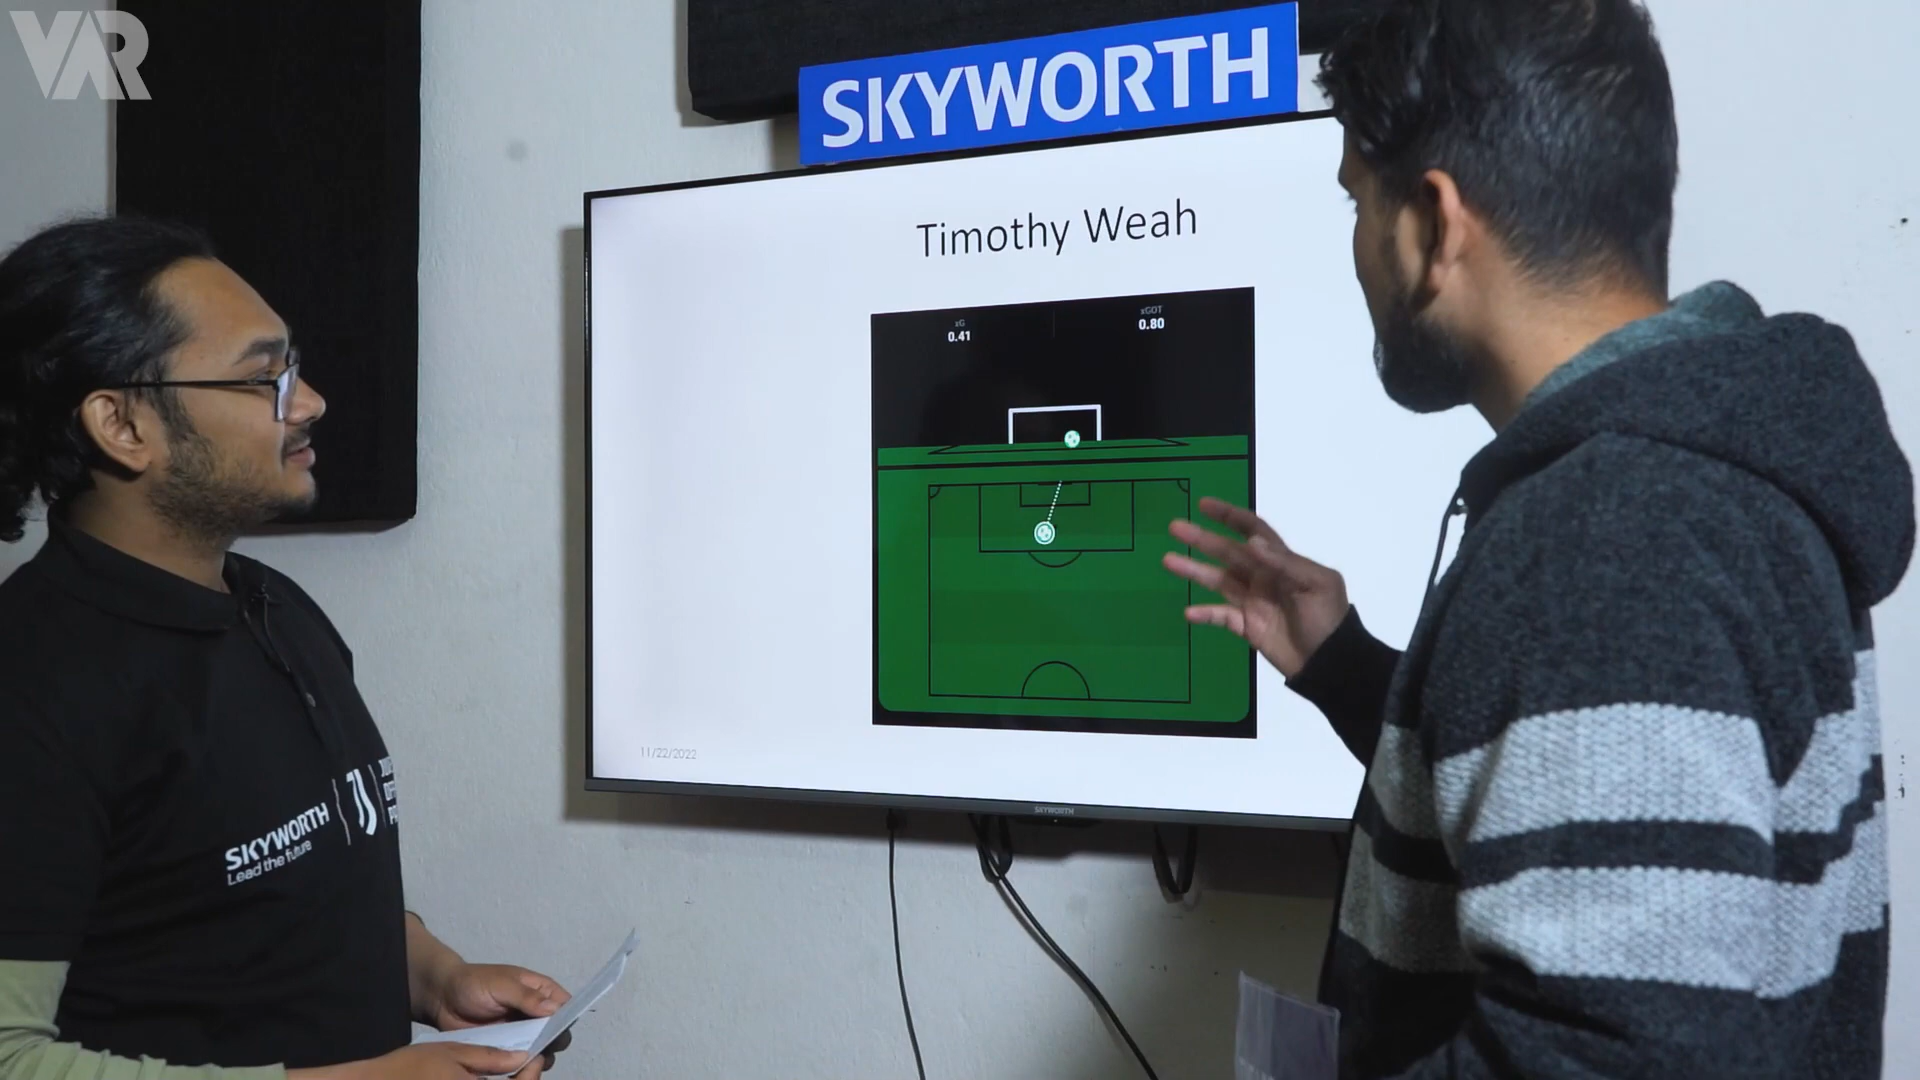 VAR
SKYWORTH
Timothy Weah
xG
0.41
xGOT
0.80
11/22/2022
SKYWORTH
SKYWORTH
Lead the future